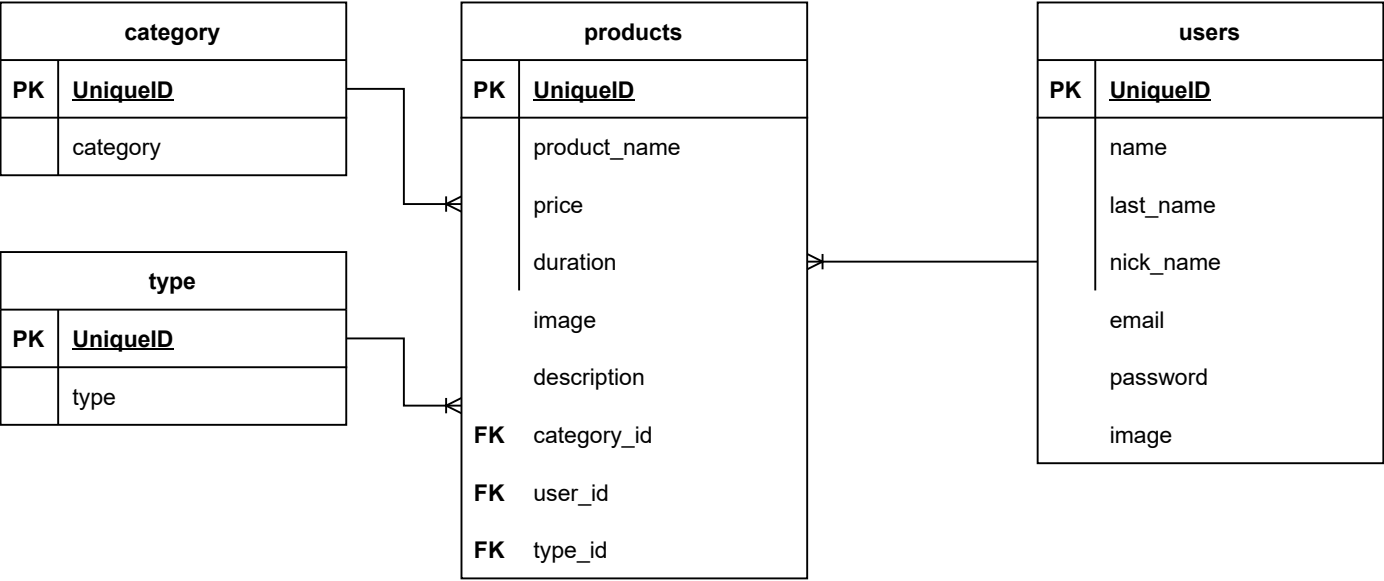 category
PK UniqueID
category
type
PK UniqueID
type
products
PK UniqueID
product_name
price
duration
image
description
FK category_id
FK user_id
FK type_id
users
PK UniqueID
name
last_name
nick_name
email
password
image